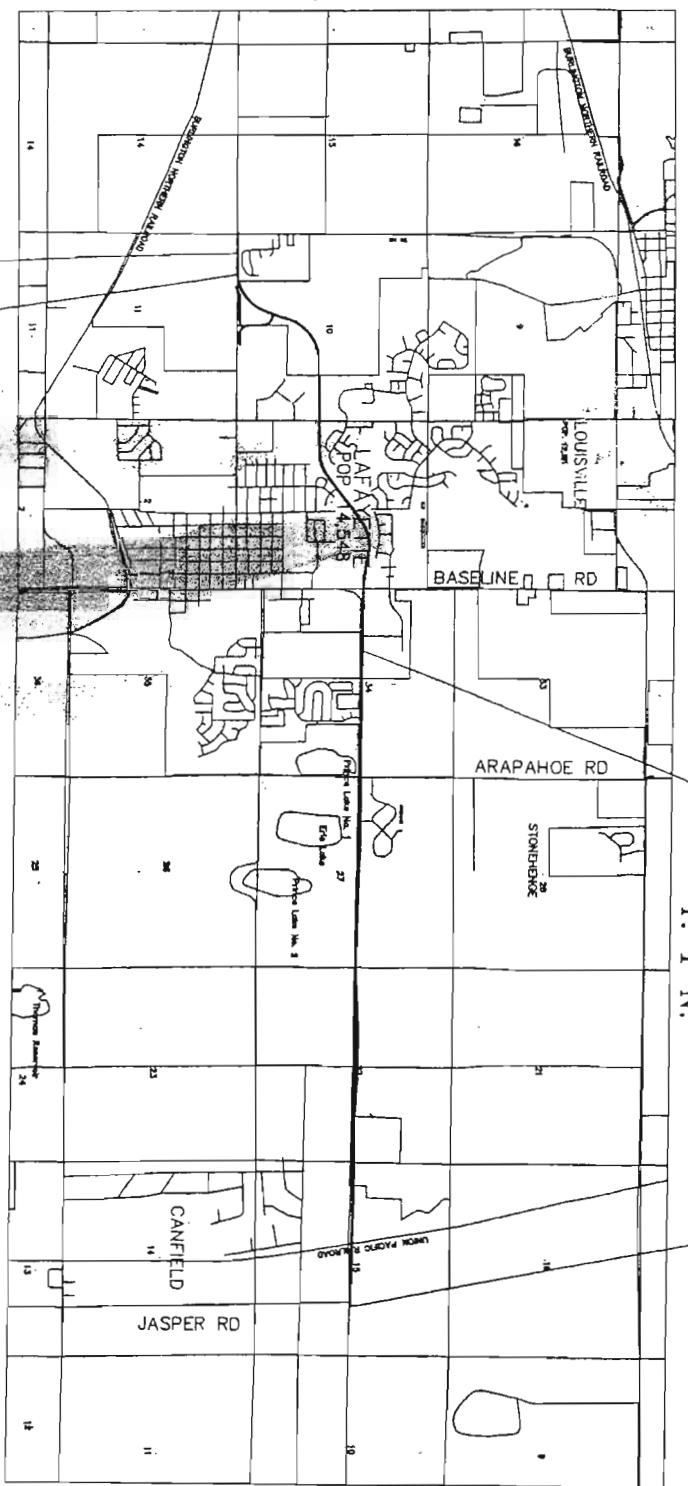 BURLINGTON NORTHERN RAILROAD
BURLINGTON NORTHERN RAILROAD
14
14
15
16
11
11
10
9
LOUISVILLE
LAFAYETTE
2
2
BASELINE RD
36
35
34
33
ARAPAHOE RD
Prince Lake No. 1
Erie Lake
Prince Lake No. 2
STONEHENGE
25
26
27
28
T. 1 N.
Thomas Reservoir
24
23
22
21
CANFIELD
UNION PACIFIC RAILROAD
13
14
15
16
JASPER RD
12
11
10
9